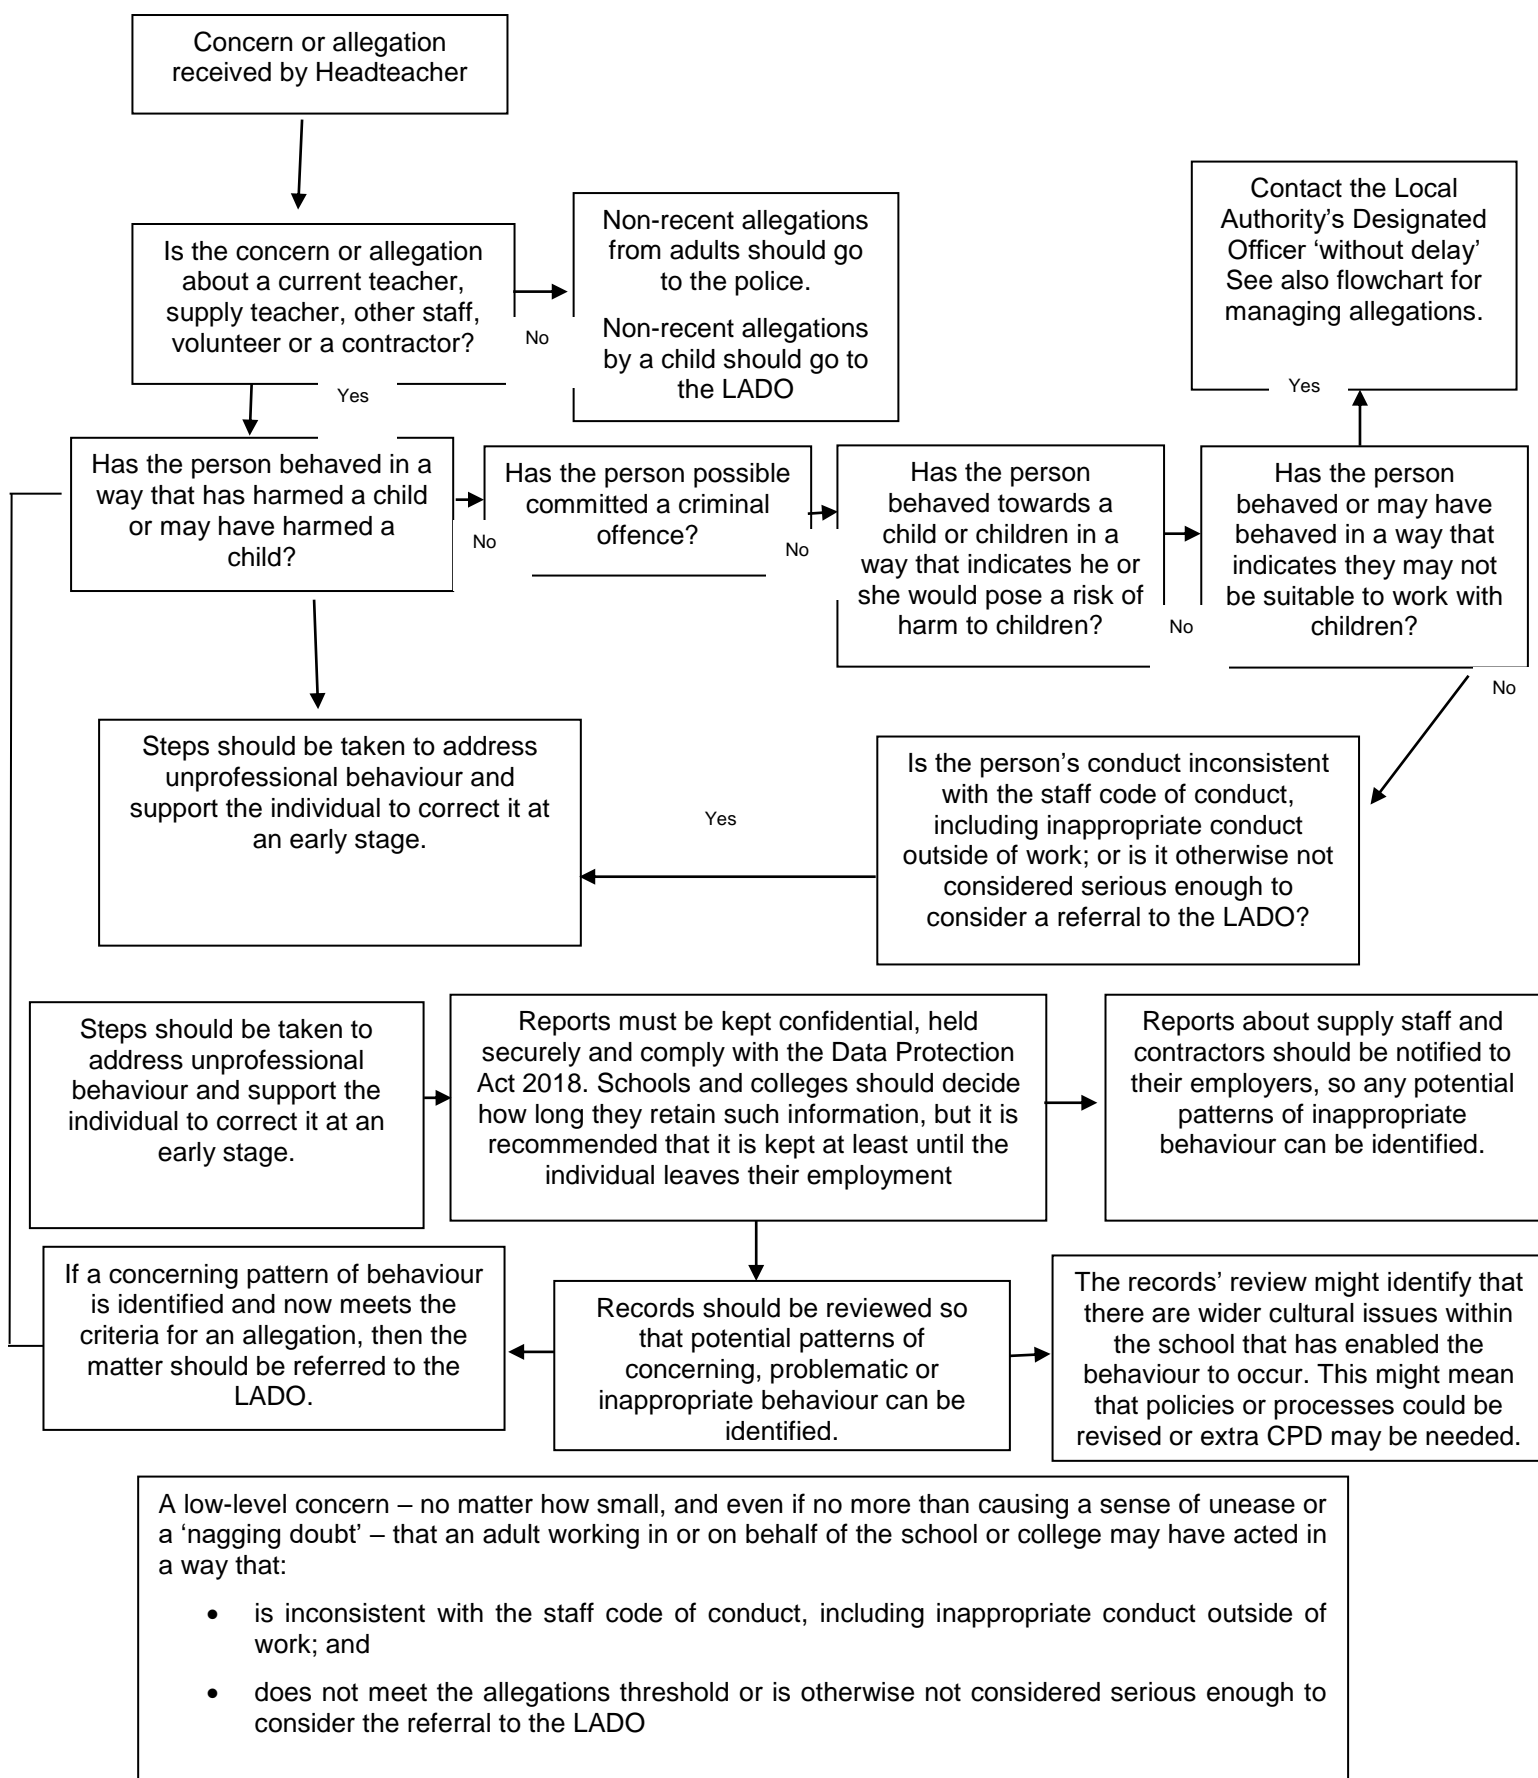 Concern or allegation
received by Headteacher
Is the concern or allegation
about a current teacher,
supply teacher, other staff,
volunteer or a contractor?
No
Non-recent allegations
from adults should go
to the police.
Non-recent allegations
by a child should go to
the LADO
Contact the Local
Authority’s Designated
Officer ‘without delay’
See also flowchart for
managing allegations.
Yes
Yes
Has the person behaved in a
way that has harmed a child
or may have harmed a
child?
No
Has the person possible
committed a criminal
offence?
No
Has the person
behaved towards a
child or children in a
way that indicates he or
she would pose a risk of
harm to children?
No
Has the person
behaved or may have
behaved in a way that
indicates they may not
be suitable to work with
children?
No
Steps should be taken to address
unprofessional behaviour and
support the individual to correct it at
an early stage.
Yes
Is the person’s conduct inconsistent
with the staff code of conduct,
including inappropriate conduct
outside of work; or is it otherwise not
considered serious enough to
consider a referral to the LADO?
Steps should be taken to
address unprofessional
behaviour and support the
individual to correct it at an
early stage.
Reports must be kept confidential, held
securely and comply with the Data Protection
Act 2018. Schools and colleges should decide
how long they retain such information, but it is
recommended that it is kept at least until the
individual leaves their employment
Reports about supply staff and
contractors should be notified to
their employers, so any potential
patterns of inappropriate
behaviour can be identified.
If a concerning pattern of behaviour
is identified and now meets the
criteria for an allegation, then the
matter should be referred to the
LADO.
Records should be reviewed so
that potential patterns of
concerning, problematic or
inappropriate behaviour can be
identified.
The records’ review might identify that
there are wider cultural issues within
the school that has enabled the
behaviour to occur. This might mean
that policies or processes could be
revised or extra CPD may be needed.
A low-level concern – no matter how small, and even if no more than causing a sense of unease or
a ‘nagging doubt’ – that an adult working in or on behalf of the school or college may have acted in
a way that:
• is inconsistent with the staff code of conduct, including inappropriate conduct outside of
work; and
• does not meet the allegations threshold or is otherwise not considered serious enough to
consider the referral to the LADO